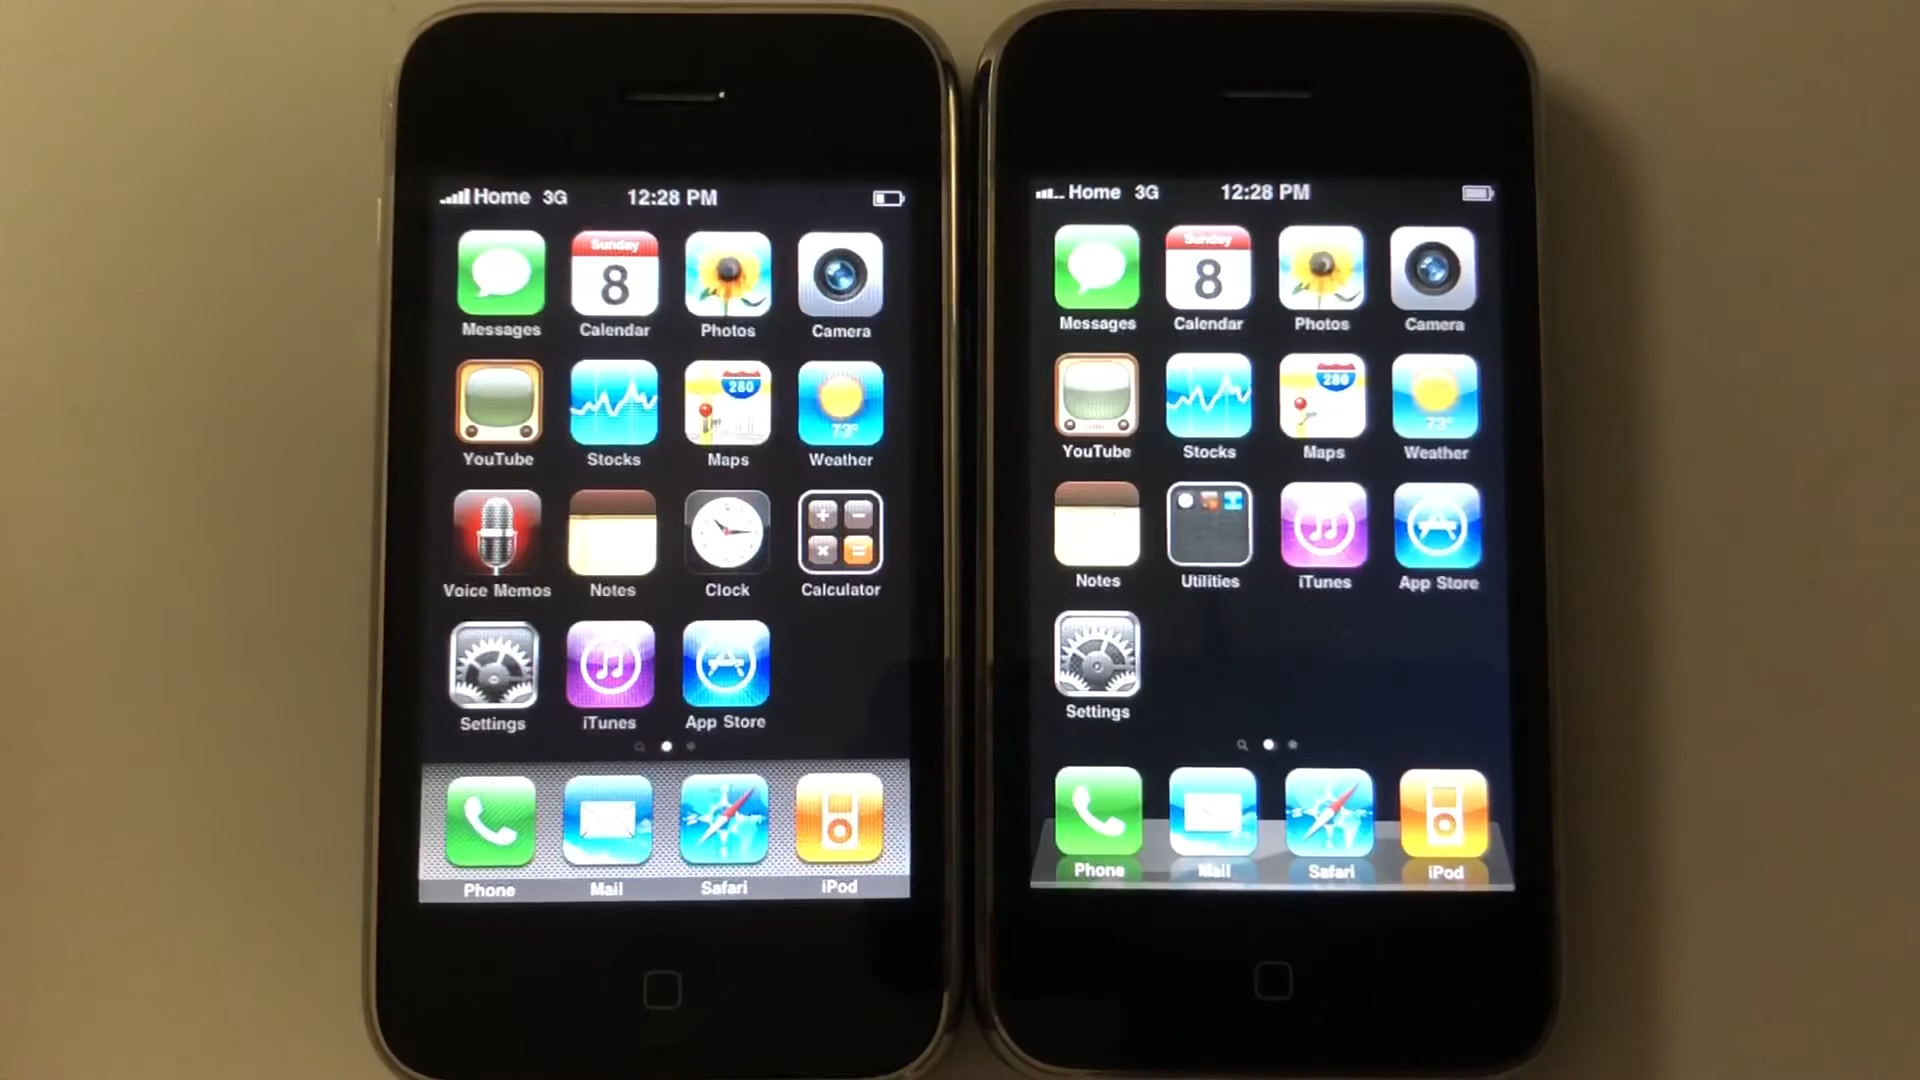 Home 3G 12:28 PM
Sunday
8
Messages Calendar Photos Camera
280
73°
YouTube Stocks Maps Weather
Voice Memos Notes Clock Calculator
Settings iTunes App Store
Phone Mail Safari iPod
Home 3G 12:28 PM
Sunday
8
Messages Calendar Photos Camera
280
73°
YouTube Stocks Maps Weather
Notes Utilities iTunes App Store
Settings
Phone Mail Safari iPod